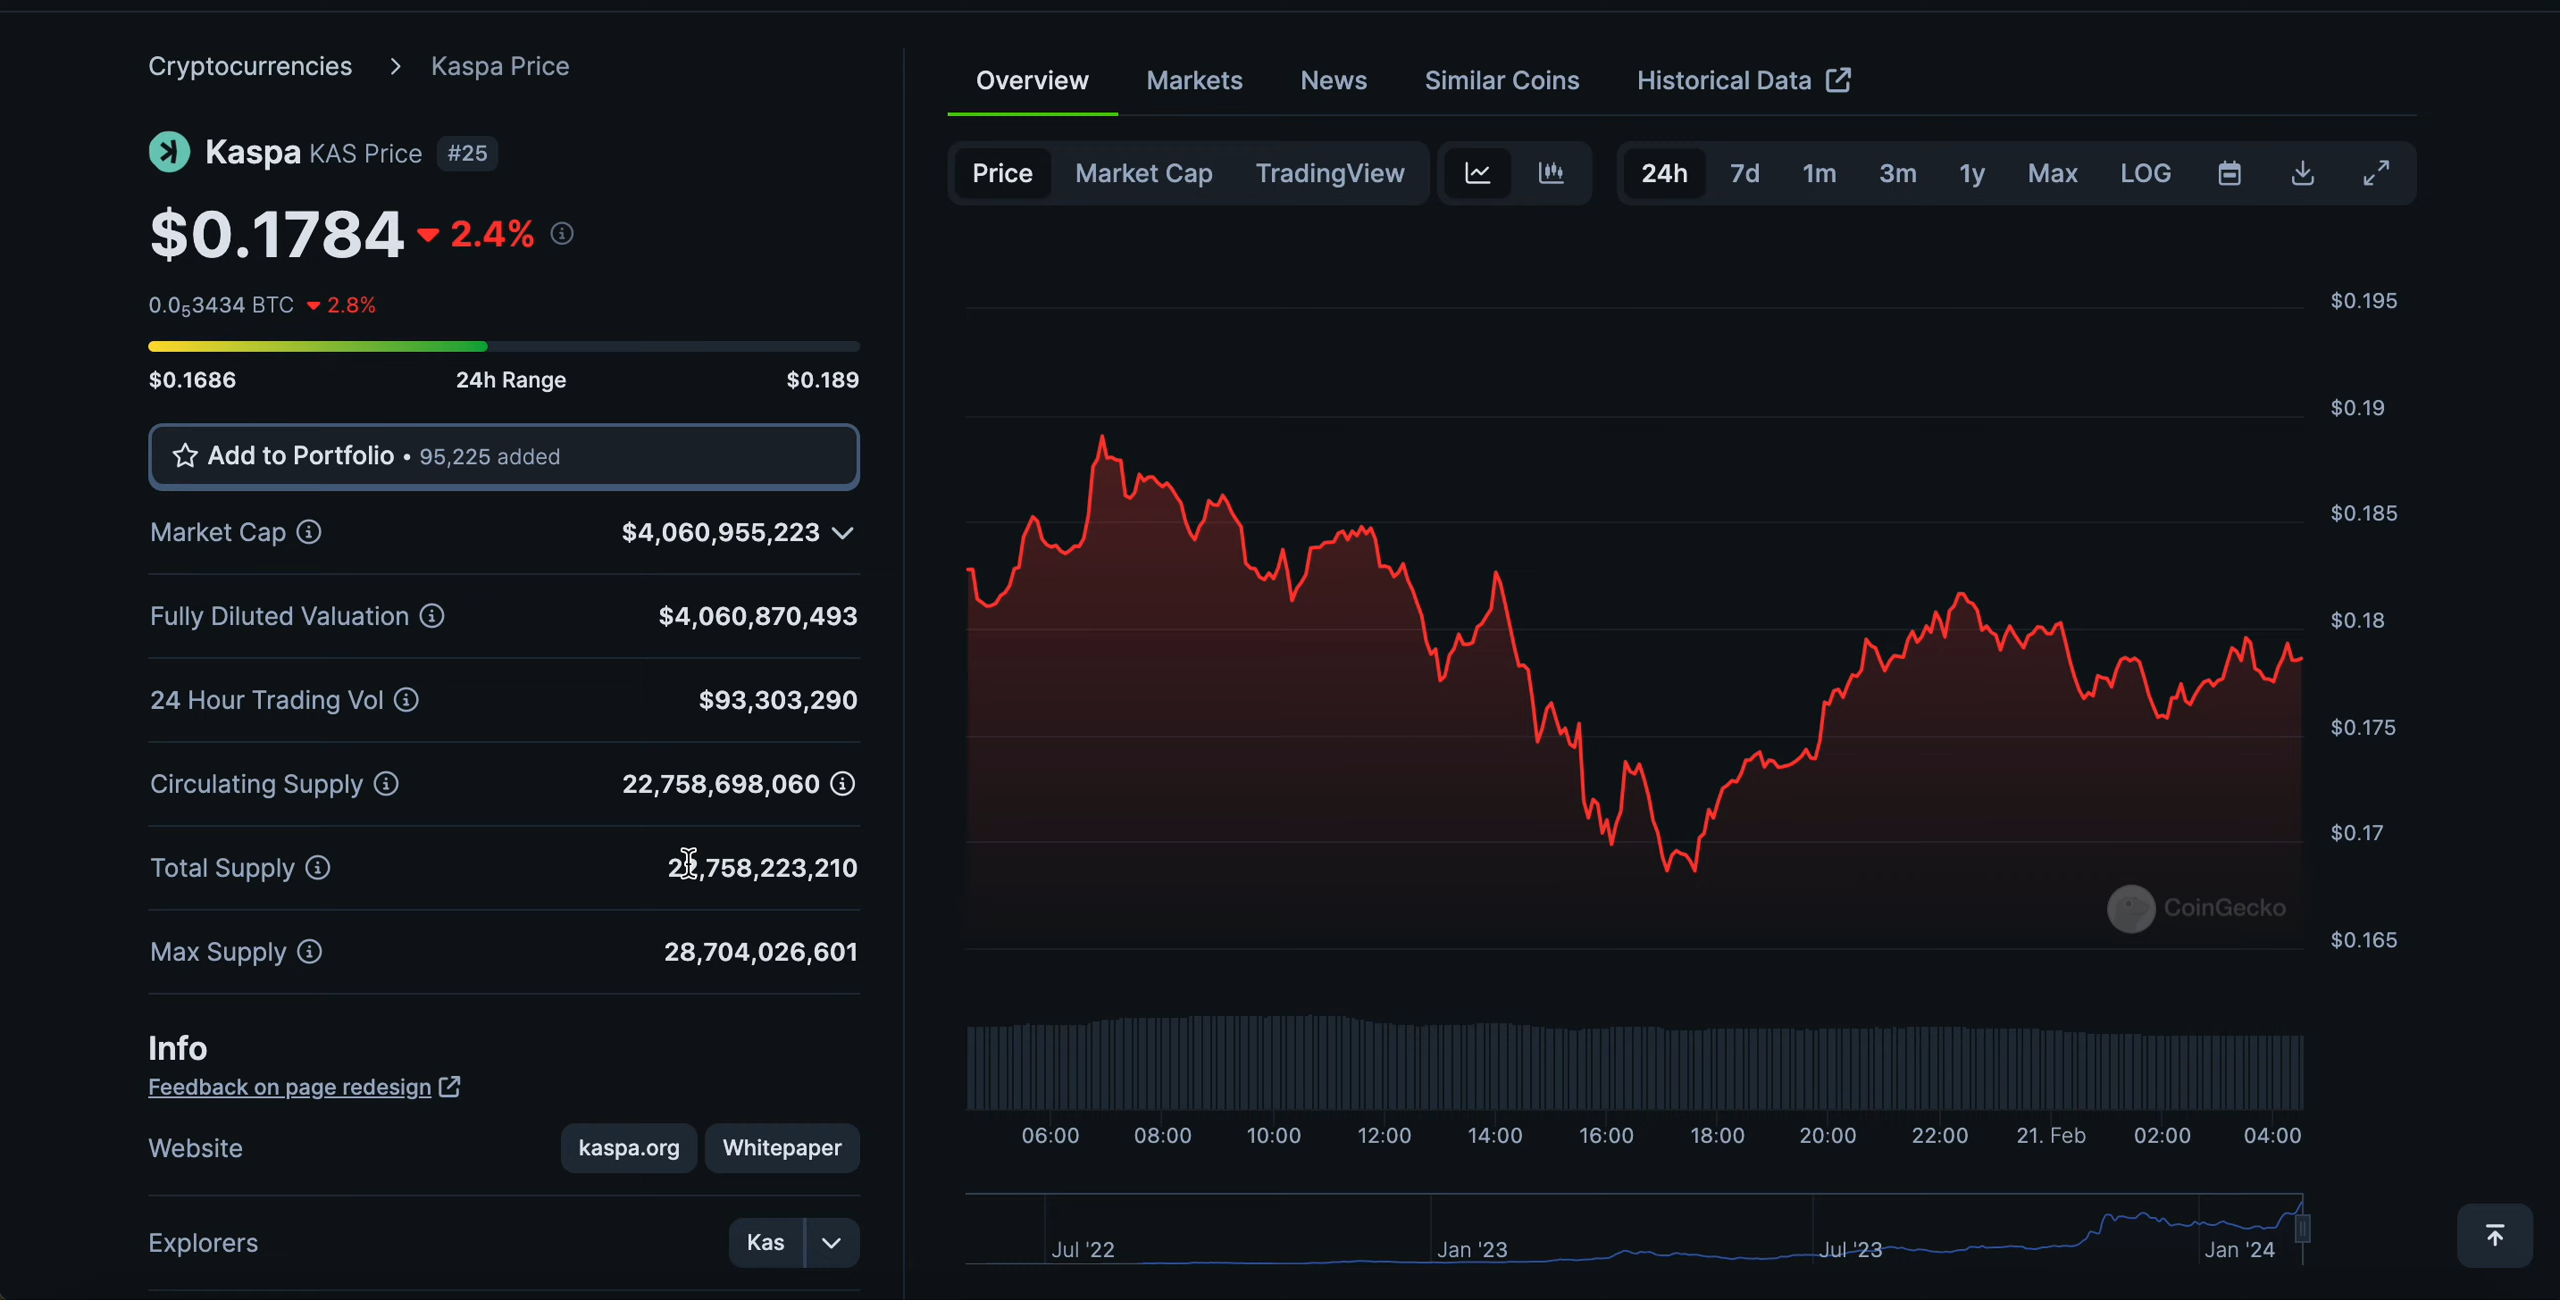 Cryptocurrencies > Kaspa Price
Kaspa KAS Price #25
$0.1784 2.4%
0.0₅3434 BTC 2.8%
$0.1686 24h Range $0.189
Add to Portfolio • 95,225 added
Market Cap $4,060,955,223
Fully Diluted Valuation $4,060,870,493
24 Hour Trading Vol $93,303,290
Circulating Supply 22,758,698,060
Total Supply 22,758,223,210
Max Supply 28,704,026,601
Info
Feedback on page redesign
Website kaspa.org Whitepaper
Explorers Kas
Overview Markets News Similar Coins Historical Data
Price Market Cap TradingView 24h 7d 1m 3m 1y Max LOG
$0.195
$0.19
$0.185
$0.18
$0.175
$0.17
CoinGecko
$0.165
06:00 08:00 10:00 12:00 14:00 16:00 18:00 20:00 22:00 21. Feb 02:00 04:00
Jul '22 Jan '23 Jul '23 Jan '24